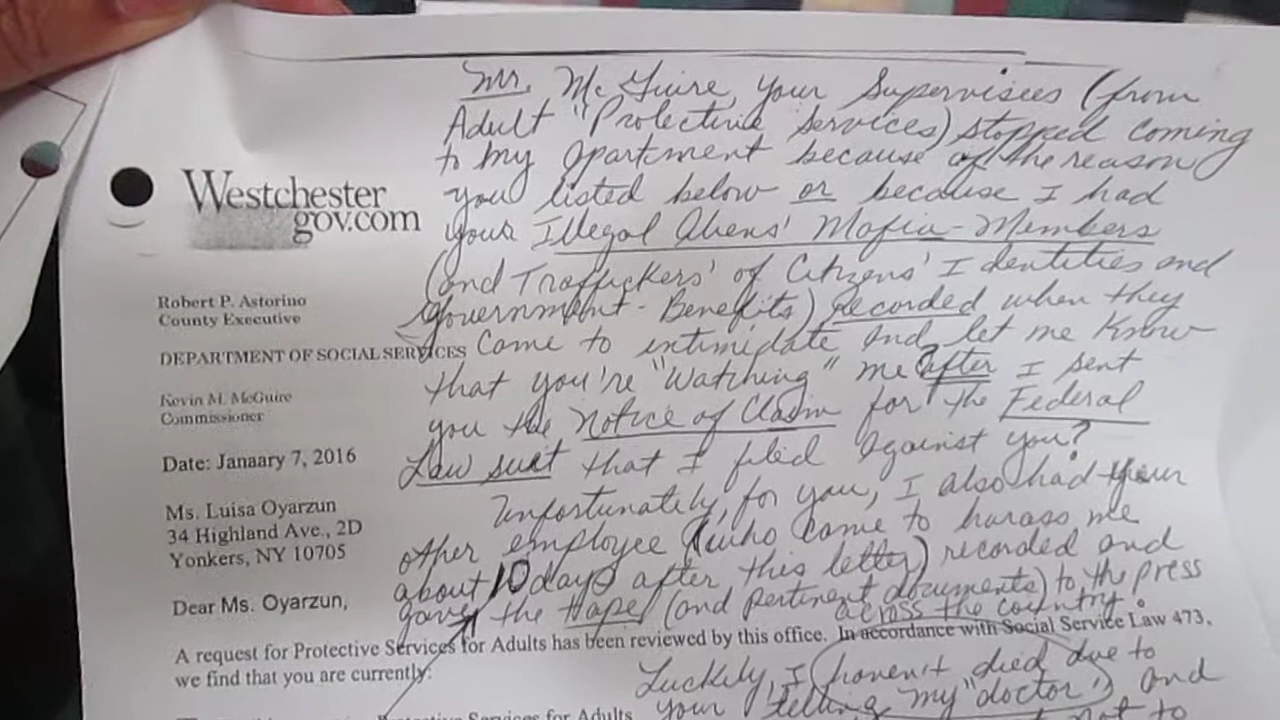 Mr. McGuire, your Supervisees (from
Adult "Protective Services) stopped coming
to my apartment because of the reason
you listed below or because I had
your Illegal Aliens' Mafia-Members
(and Traffickers' of Citizens' Identities and
Government-Benefits) recorded when they
came to intimidate and let me know
that you're "Watching" me after I sent
you the Notice of Claim for the Federal
Law suit that I filed against you?
Unfortunately, for you, I also had your
other employee (who came to harass me
about 10 days after this letter) recorded and
gave the tape (and pertinent documents) to the press
across the country.
Westchester
gov.com
Robert P. Astorino
County Executive
DEPARTMENT OF SOCIAL SERVICES
Kevin M. McGuire
Commissioner
Date: Janaary 7, 2016
Ms. Luisa Oyarzun
34 Highland Ave., 2D
Yonkers, NY 10705
Dear Ms. Oyarzun,
A request for Protective Services for Adults has been reviewed by this office. In accordance with Social Service Law 473,
we find that you are currently:
Luckily, I haven't died due to
your telling my "doctor") and
Protective Services for Adults
not to